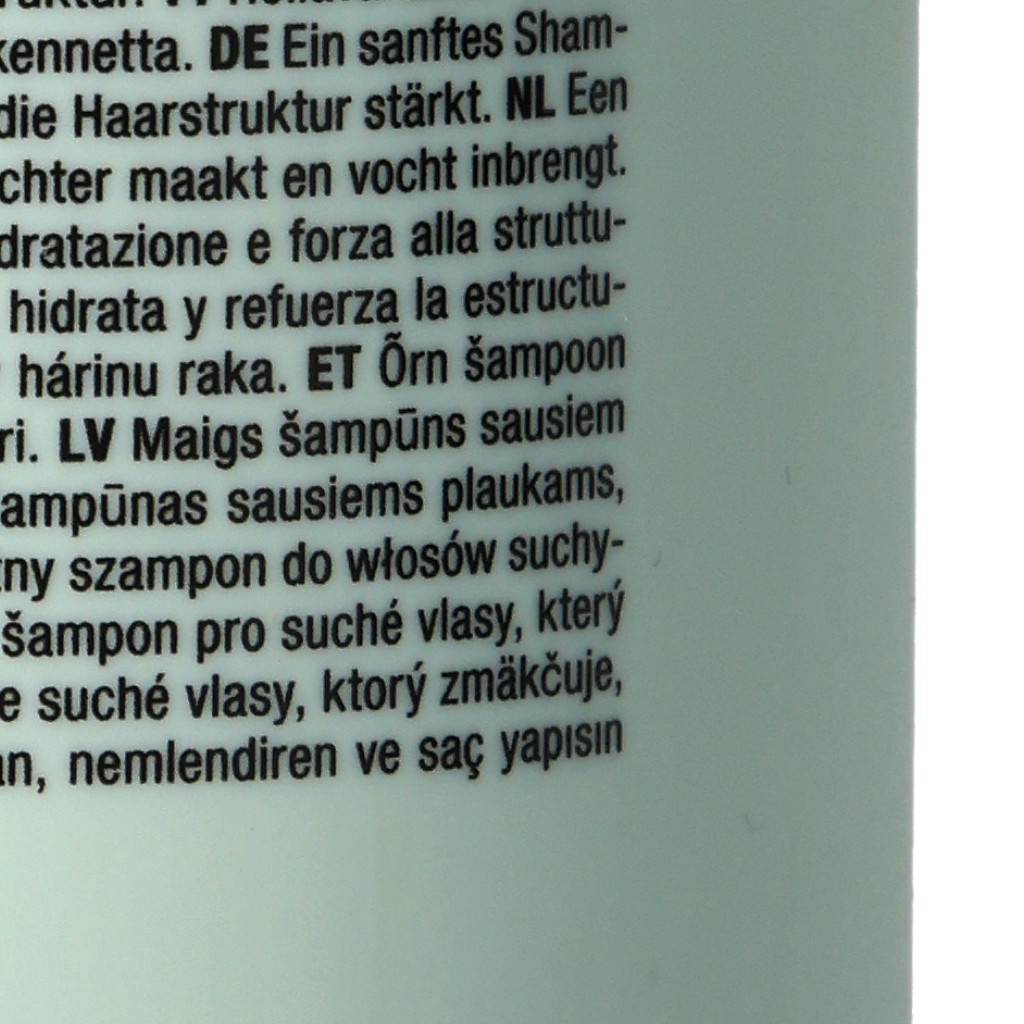 kennetta. DE Ein sanftes Sham-
die Haarstruktur stärkt. NL Een
chter maakt en vocht inbrengt.
dratazione e forza alla struttu-
hidrata y refuerza la estructu-
hárinu raka. ET Õrn šampoon
ri. LV Maigs šampūns sausiem
ampūnas sausiems plaukams,
zny szampon do włosów suchy-
šampon pro suché vlasy, který
e suché vlasy, ktorý zmäkčuje,
an, nemlendiren ve saç yapısın